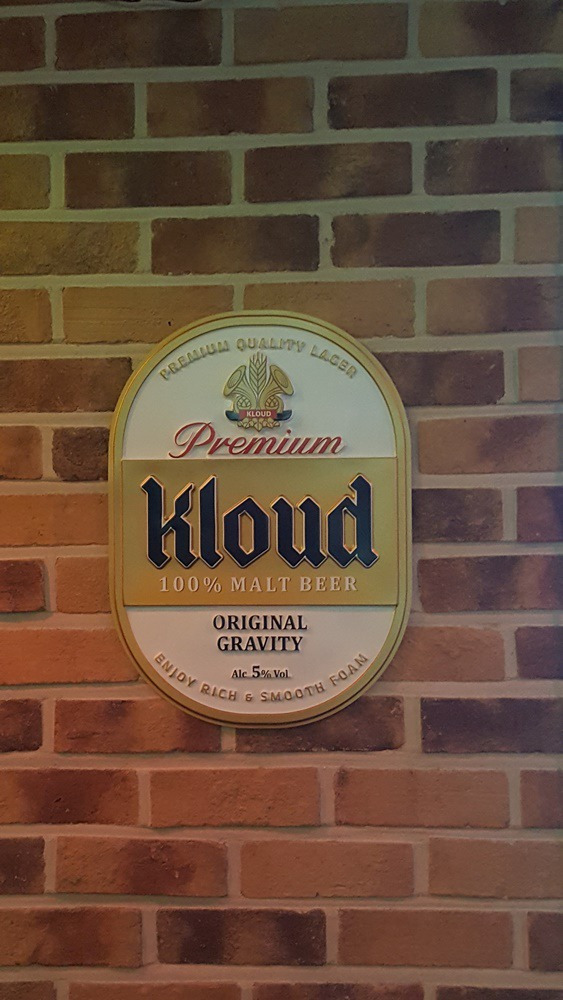 PREMIUM QUALITY LAGER
KLOUD
Premium
Kloud
100% MALT BEER
ORIGINAL
GRAVITY
Alc. 5% Vol.
ENJOY RICH & SMOOTH FOAM